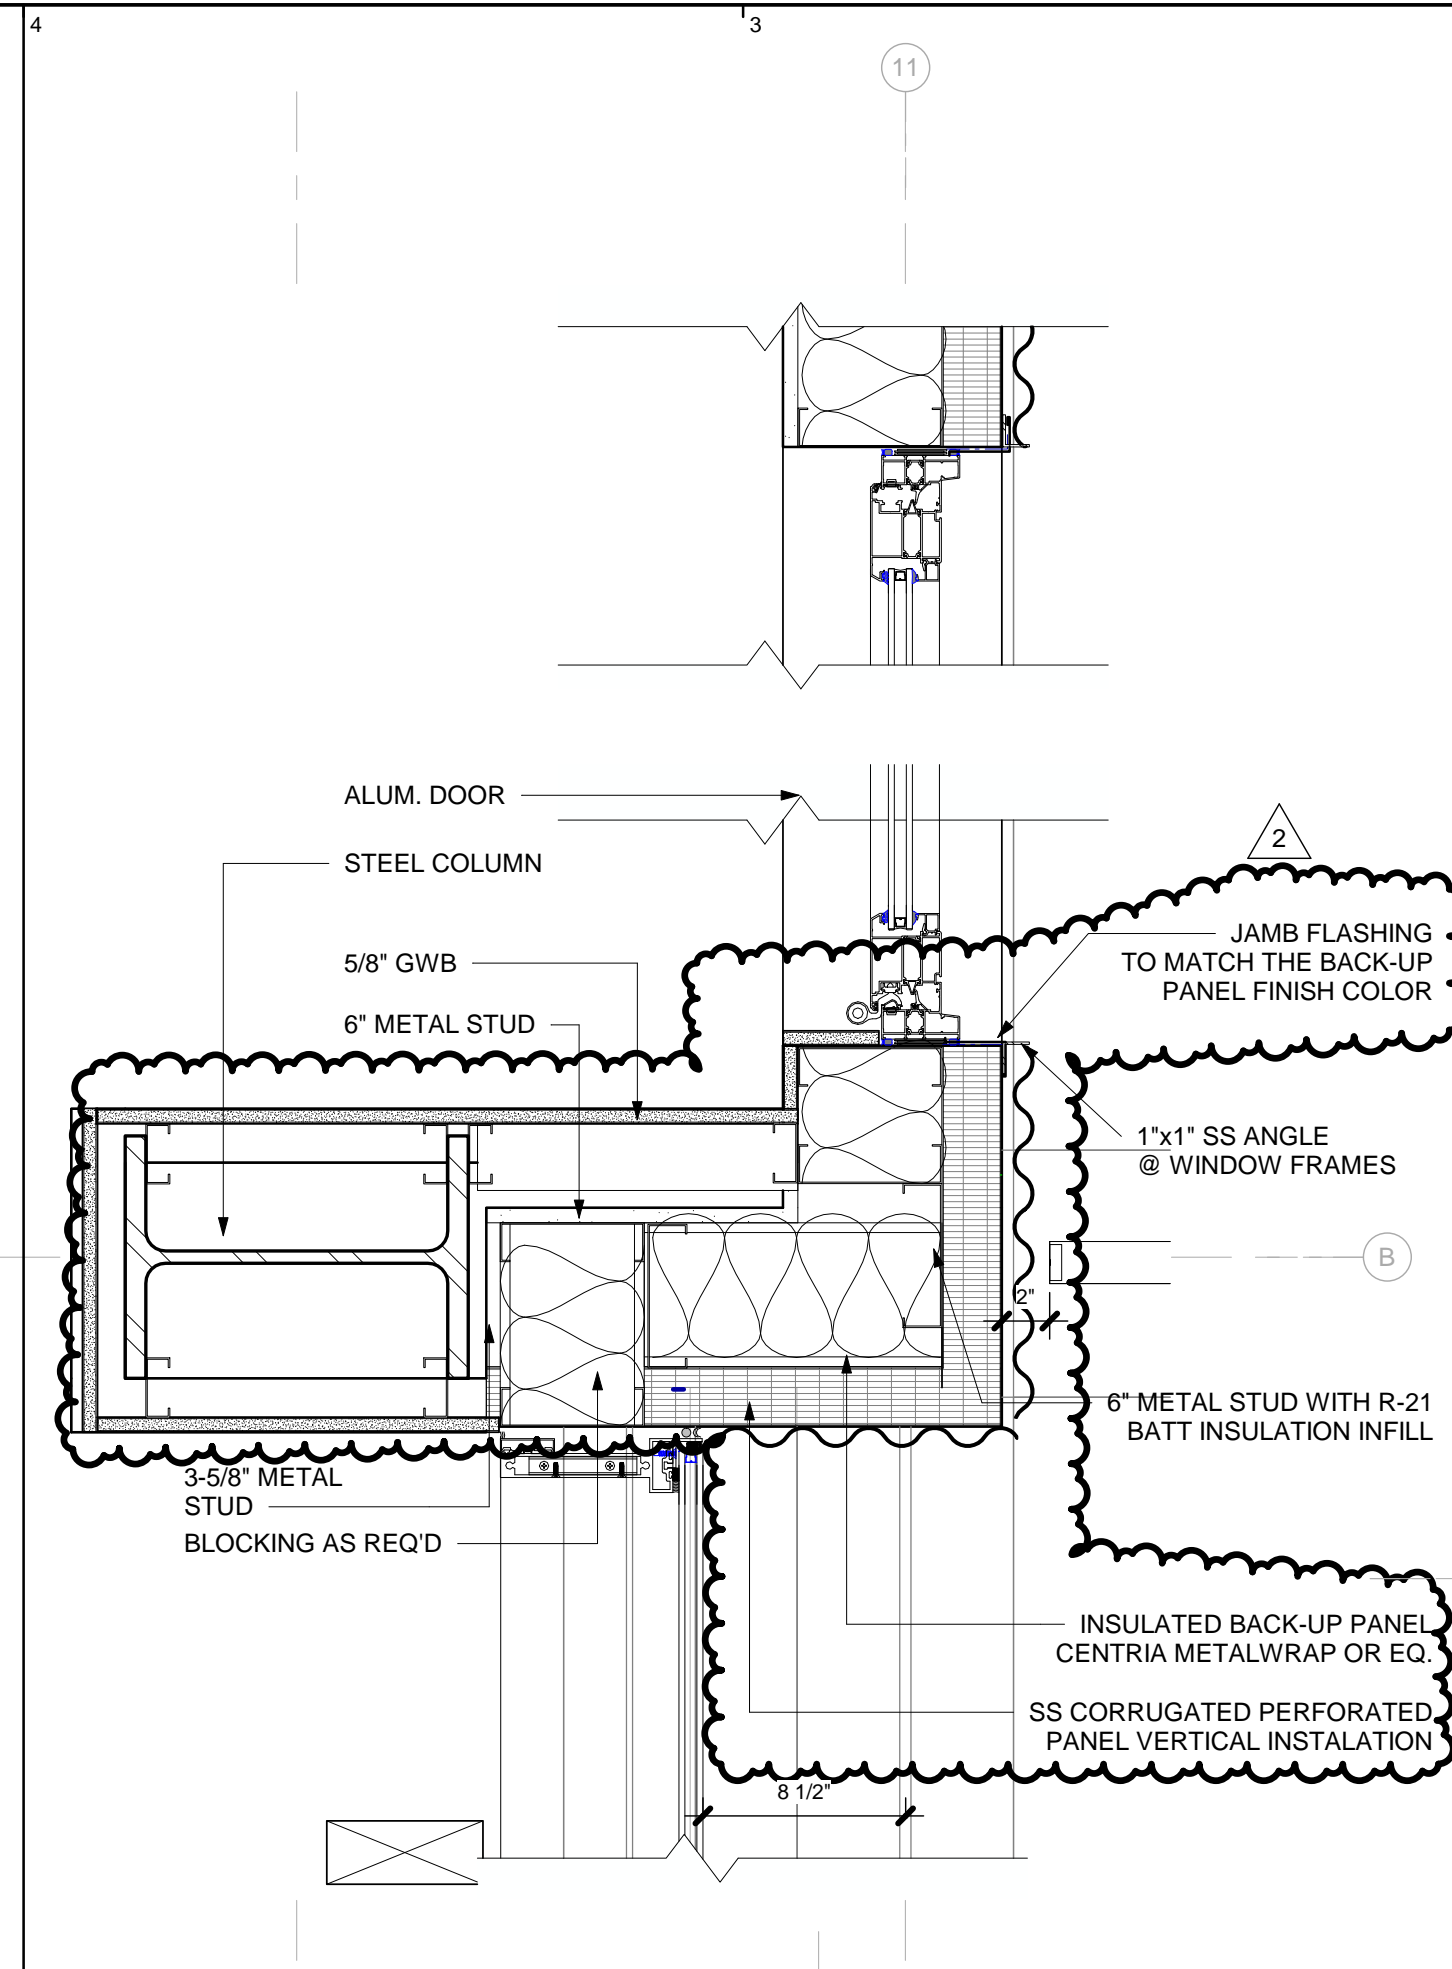 4
3
11
ALUM. DOOR
STEEL COLUMN
2
JAMB FLASHING
TO MATCH THE BACK-UP
PANEL FINISH COLOR
5/8" GWB
6" METAL STUD
1"x1" SS ANGLE
@ WINDOW FRAMES
B
2"
6" METAL STUD WITH R-21
BATT INSULATION INFILL
3-5/8" METAL
STUD
BLOCKING AS REQ'D
INSULATED BACK-UP PANEL
CENTRIA METALWRAP OR EQ.
SS CORRUGATED PERFORATED
PANEL VERTICAL INSTALATION
8 1/2"